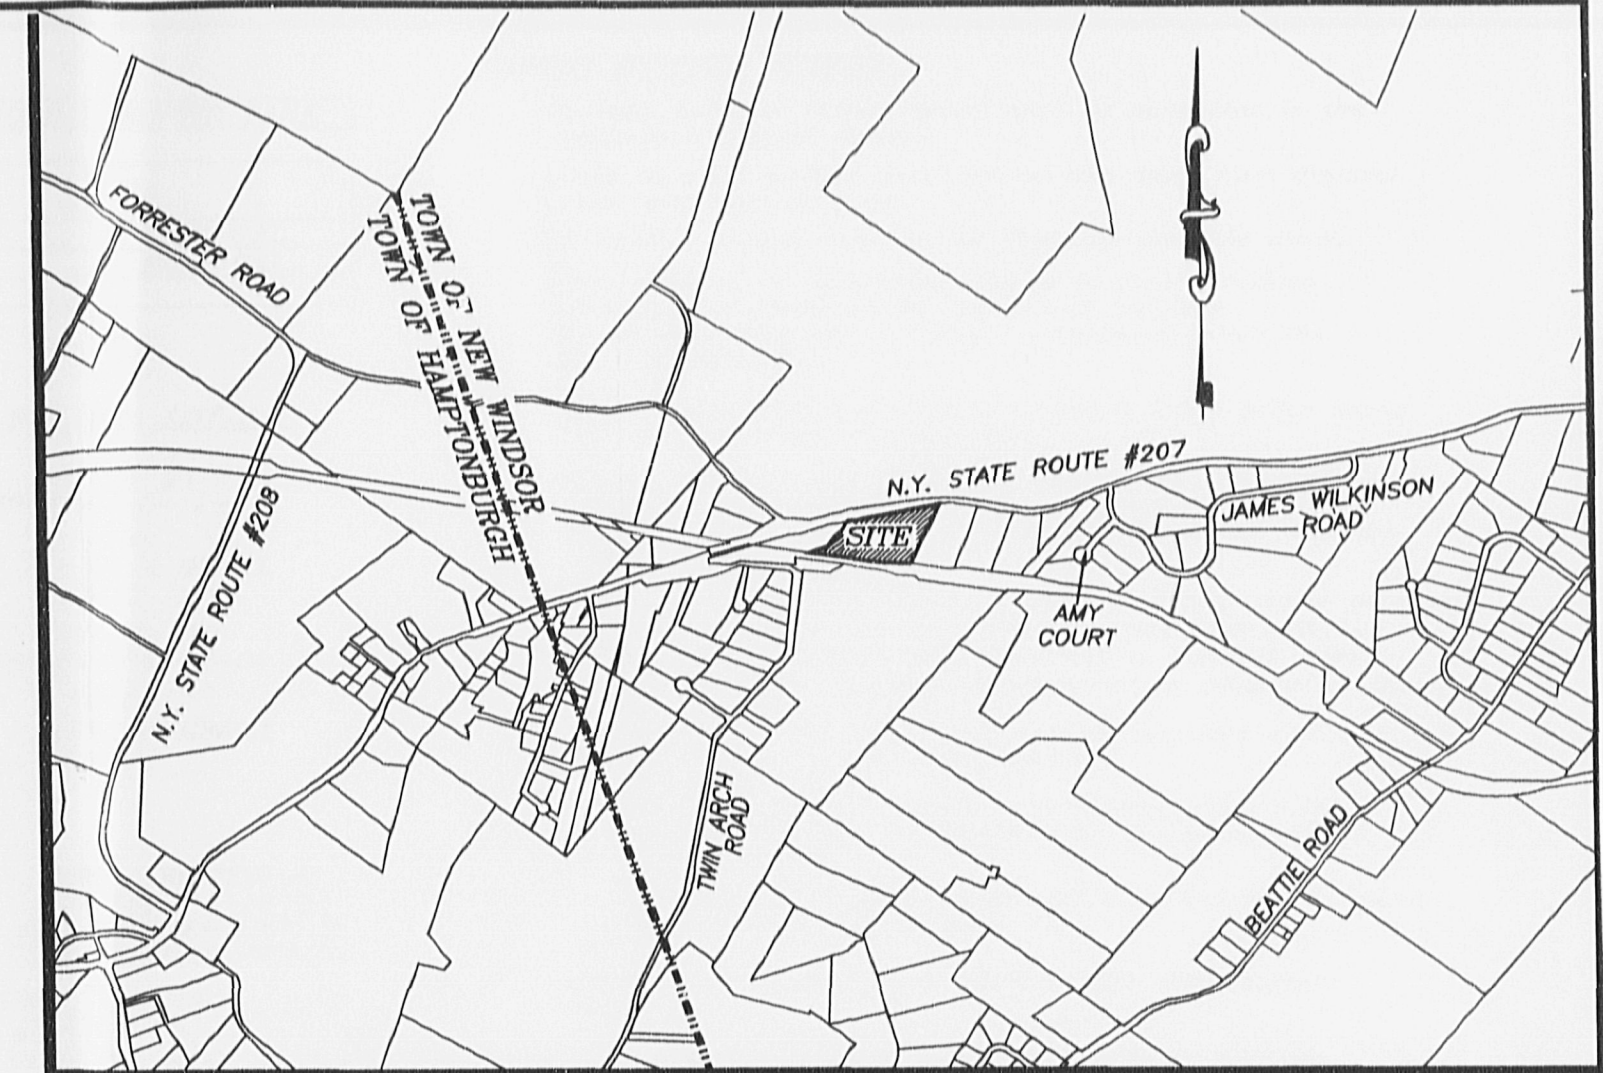 FORRESTER ROAD
TOWN OF NEW WINDSOR
TOWN OF HAMPTONBURGH
N.Y. STATE ROUTE #207
SITE
JAMES WILKINSON
ROAD
N.Y. STATE ROUTE #208
AMY
COURT
TWIN ARCH
ROAD
BEATTIE ROAD